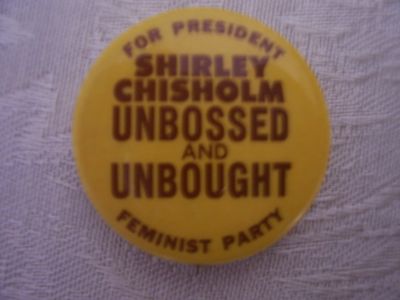 FOR PRESIDENT
SHIRLEY
CHISHOLM
UNBOSSED
AND
UNBOUGHT
FEMINIST PARTY